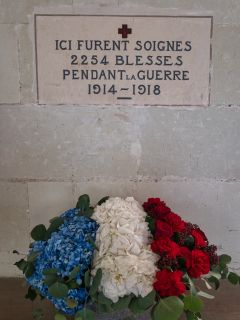 ICI FURENT SOIGNES
2254 BLESSES
PENDANT LA GUERRE
1914~1918